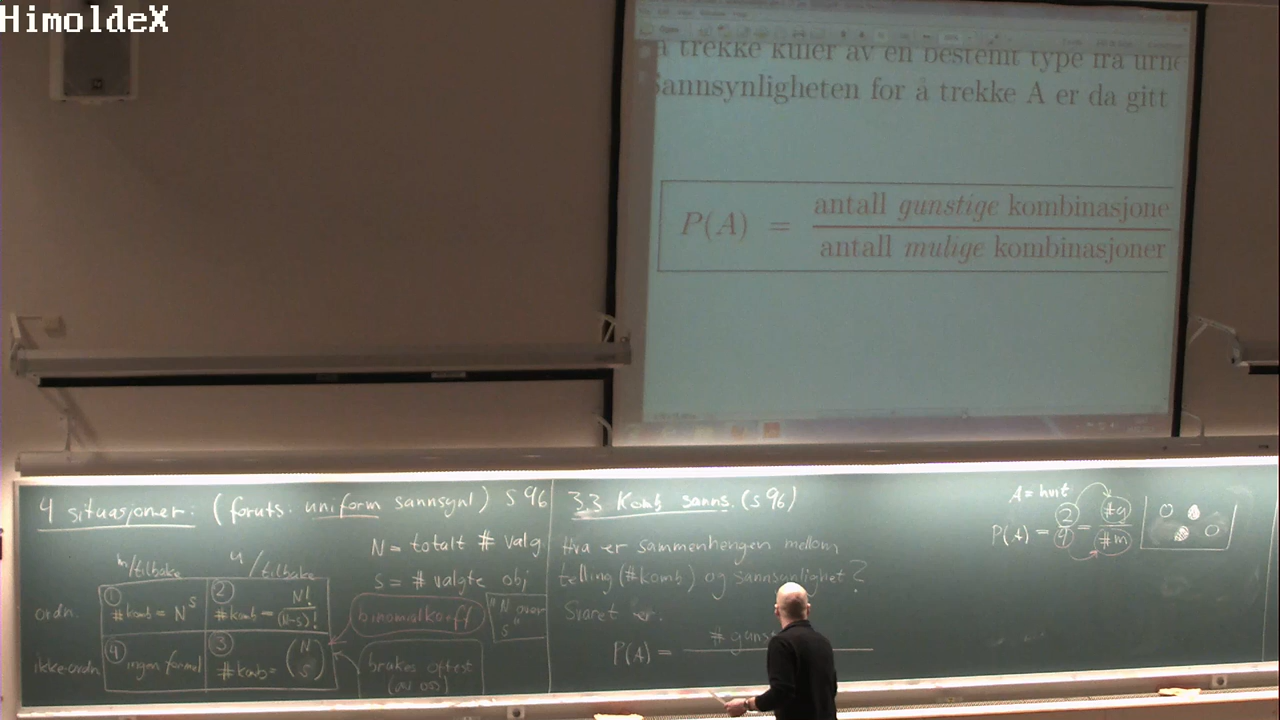 HimoldeX
å trekke kuler av en bestemt type fra urne
Sannsynligheten for å trekke A er da gitt
P(A) = antall gunstige kombinasjone
antall mulige kombinasjoner
4 situasjoner: (foruts. uniform sannsynl) s 96
N = totalt # valg
s = # valgte obj
m/tilbake u/tilbake
ordn. ① #komb = N^s ② #komb = N!/(N-s)!
ikke-ordn. ④ ingen formel ③ #komb = (N s)
binomialkoeff
"N over s"
brukes oftest
3.3 Komb. sanns. (s 96)
Hva er sammenhengen mellom
telling (#komb) og sannsynlighet?
Svaret er:
P(A) = # guns
A = hvit
P(A) = 2/4 = #g/#m